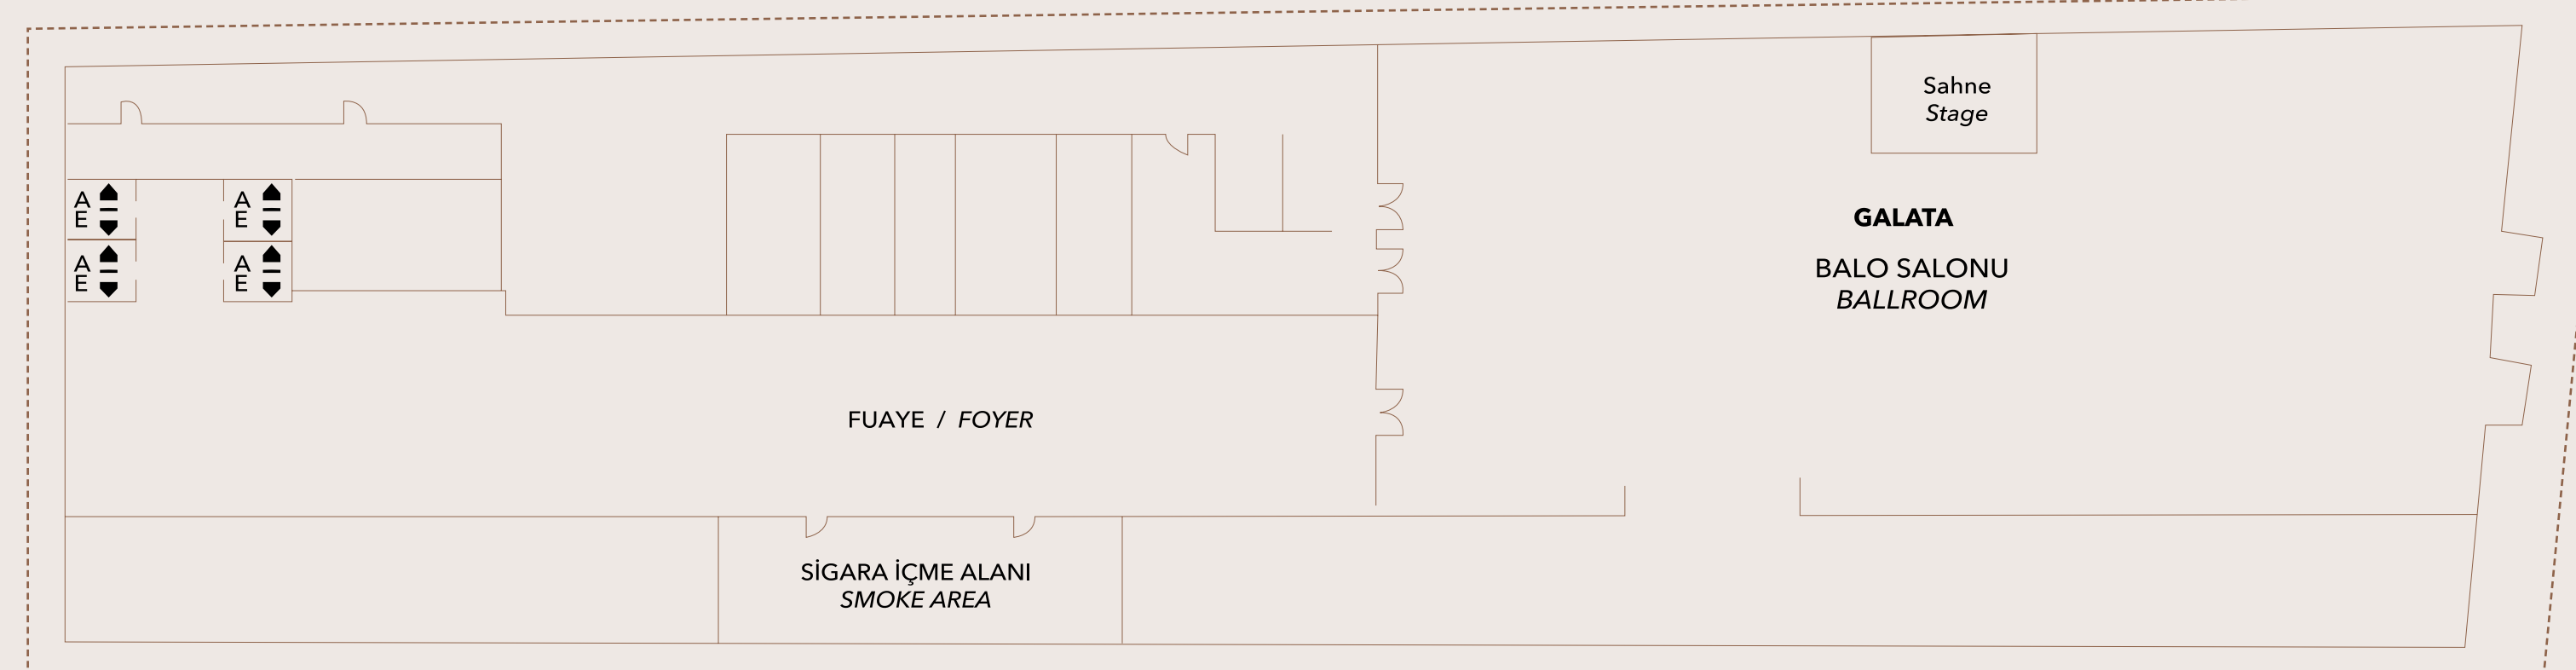 Sahne
Stage
A
E
A
E
A
E
A
E
GALATA
BALO SALONU
BALLROOM
FUAYE / FOYER
SİGARA İÇME ALANI
SMOKE AREA